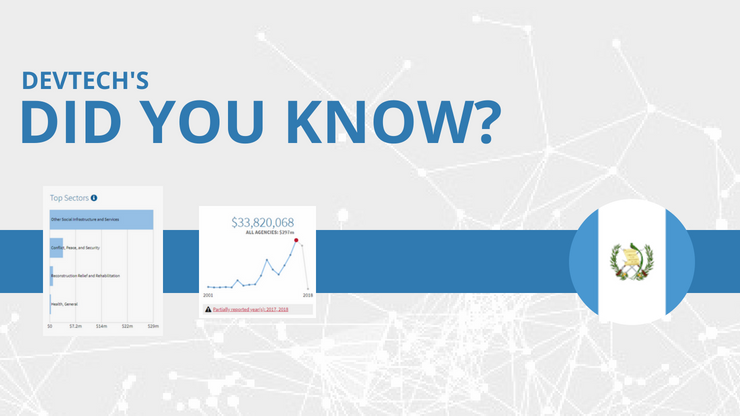 DEVTECH'S
DID YOU KNOW?
Top Sectors
Other Social Infrastructure and Services
Conflict, Peace, and Security
Reconstruction Relief and Rehabilitation
Health, General
$0 $7.2m $14m $22m $29m
$33,820,068
ALL AGENCIES: $397m
2001 2018
Partially reported year(s): 2017, 2018